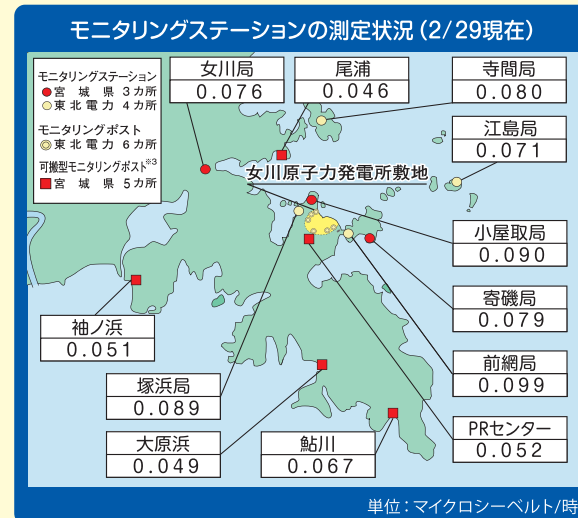 モニタリングステーションの測定状況（2/29現在）
モニタリングステーション
宮城県 3カ所
東北電力 4カ所
モニタリングポスト
東北電力 6カ所
可搬型モニタリングポスト※3
宮城県 5カ所
女川局
0.076
尾浦
0.046
寺間局
0.080
江島局
0.071
女川原子力発電所敷地
小屋取局
0.090
寄磯局
0.079
前網局
0.099
PRセンター
0.052
袖ノ浜
0.051
塚浜局
0.089
大原浜
0.049
鮎川
0.067
単位：マイクロシーベルト/時